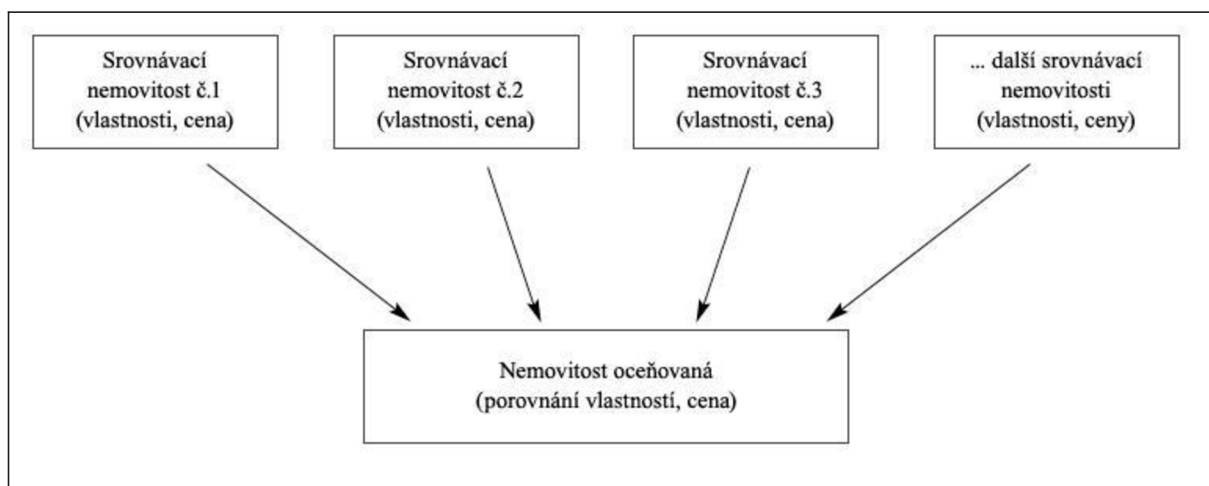 Srovnávací
nemovitost č.1
(vlastnosti, cena)
Srovnávací
nemovitost č.2
(vlastnosti, cena)
Srovnávací
nemovitost č.3
(vlastnosti, cena)
... další srovnávací
nemovitosti
(vlastnosti, ceny)
Nemovitost oceňovaná
(porovnání vlastností, cena)